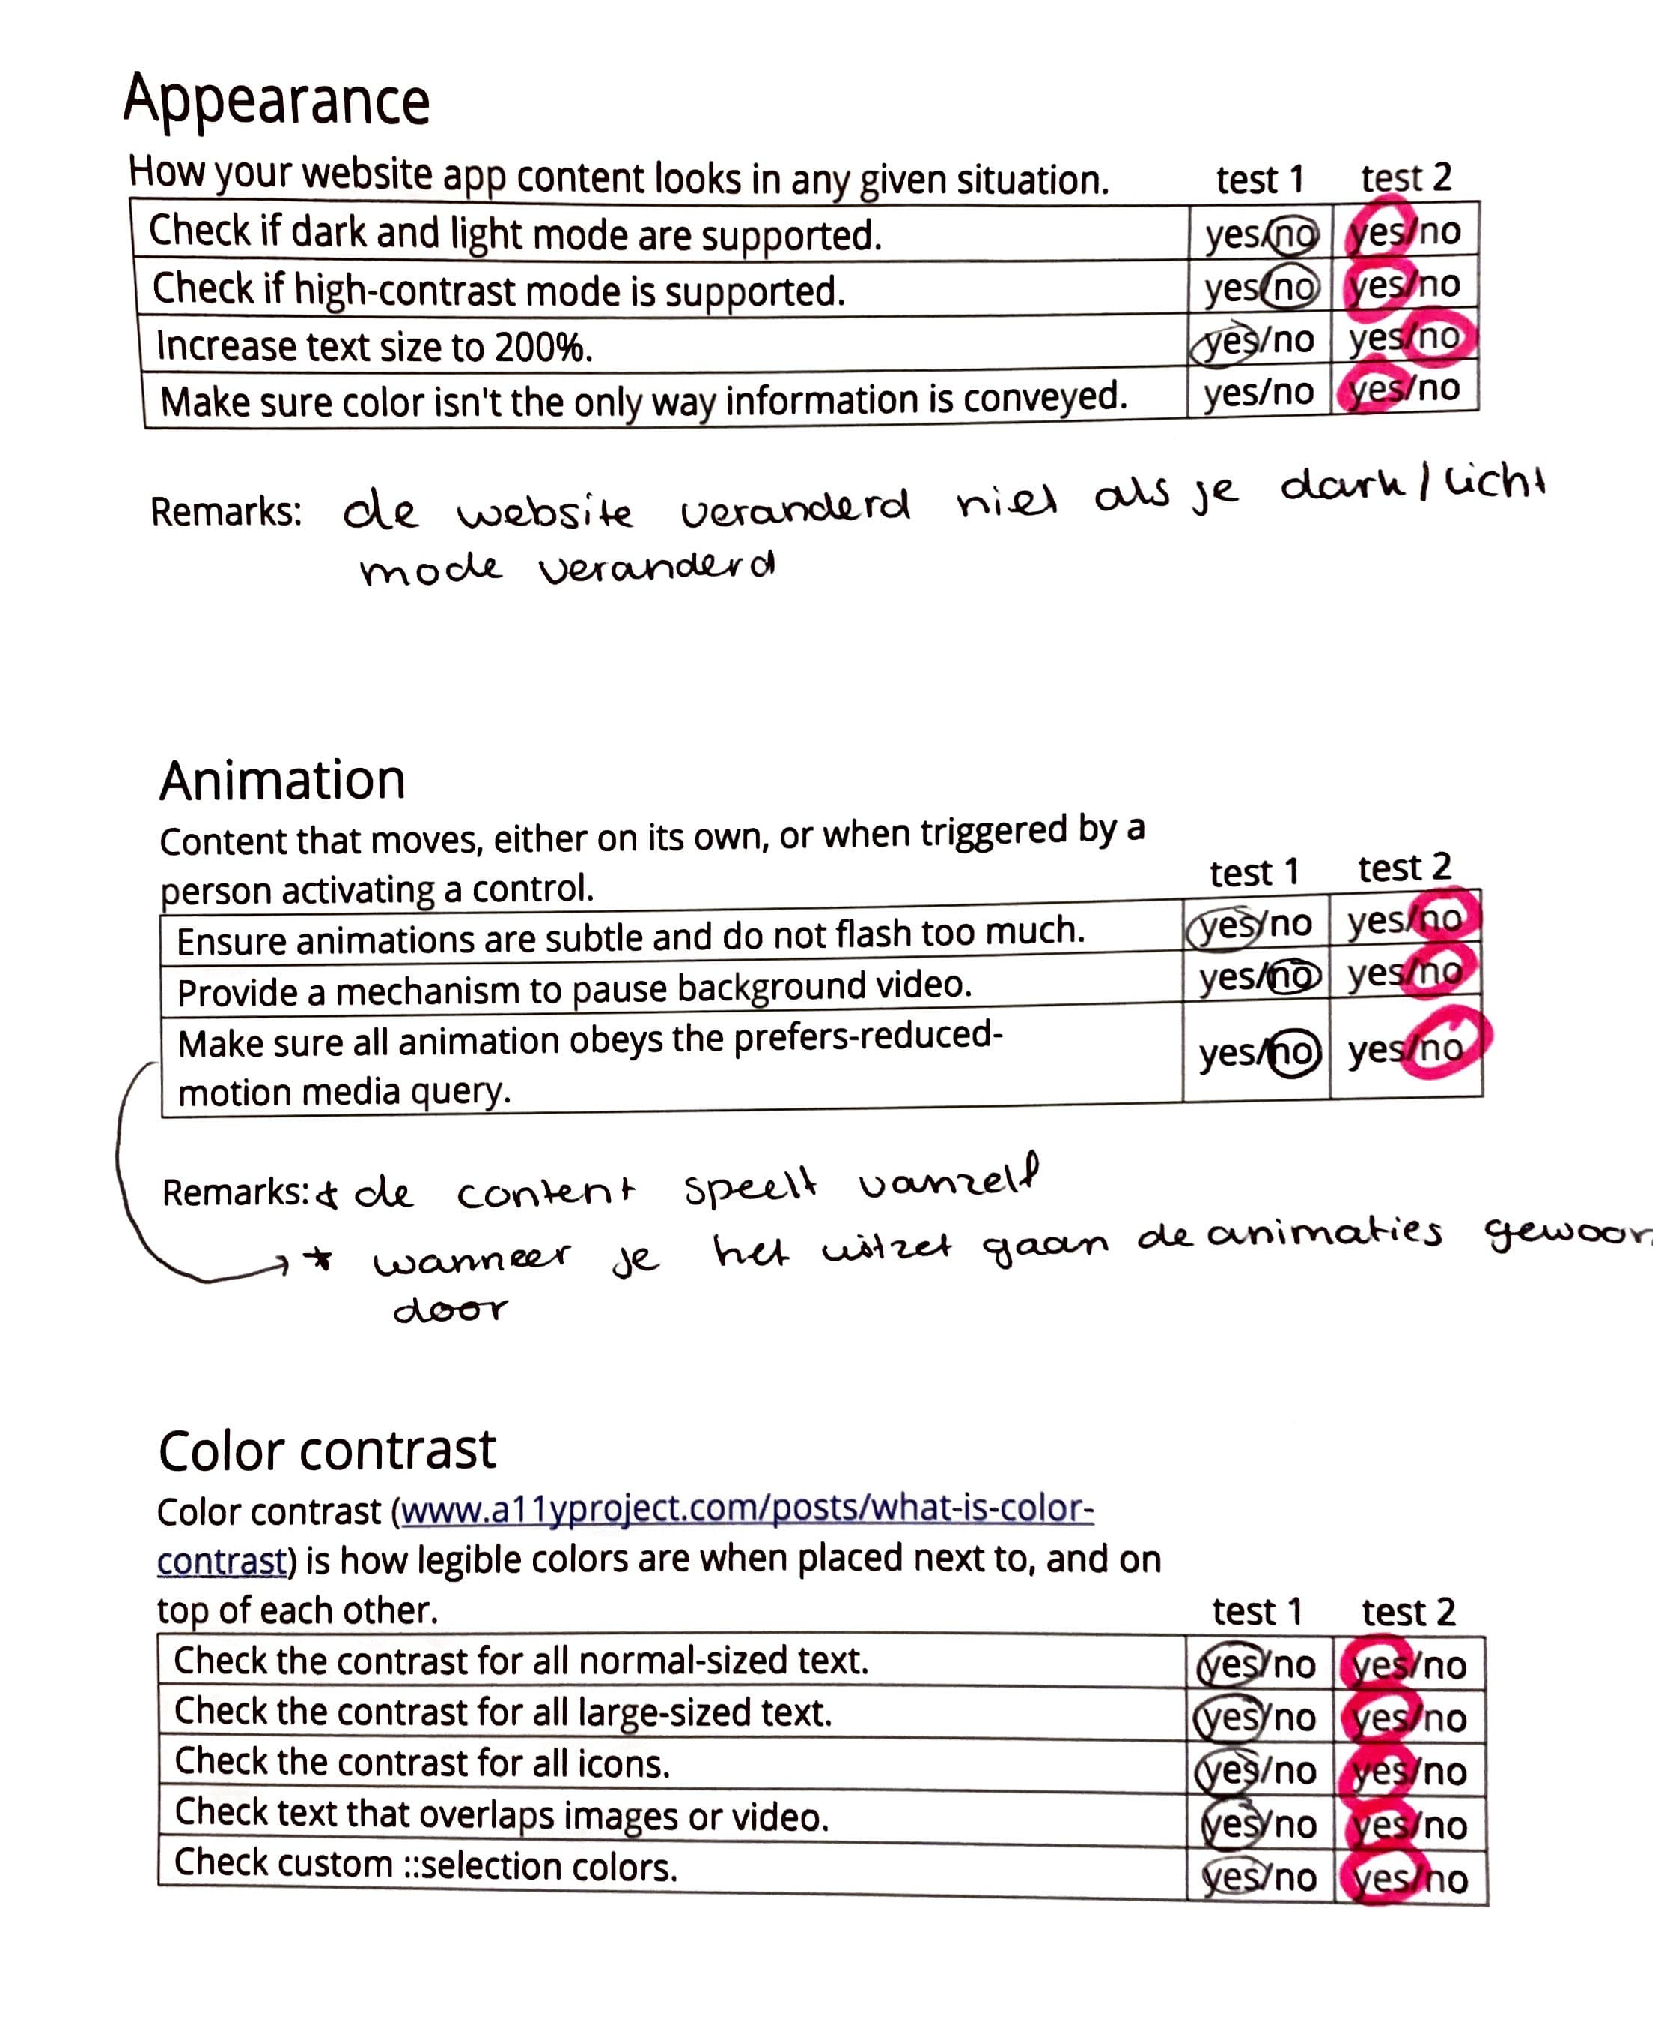 Appearance
How your website app content looks in any given situation. test 1 test 2
Check if dark and light mode are supported. yes/no yes/no
Check if high-contrast mode is supported. yes/no yes/no
Increase text size to 200%. yes/no yes/no
Make sure color isn't the only way information is conveyed. yes/no yes/no
Remarks: de website veranderd niet als je dark/licht
mode veranderd
Animation
Content that moves, either on its own, or when triggered by a
person activating a control. test 1 test 2
Ensure animations are subtle and do not flash too much. yes/no yes/no
Provide a mechanism to pause background video. yes/no yes/no
Make sure all animation obeys the prefers-reduced-
motion media query. yes/no yes/no
Remarks: * de content speelt vanzelf
* wanneer je het uitzet gaan de animaties gewoon
door
Color contrast
Color contrast (www.a11yproject.com/posts/what-is-color-
contrast) is how legible colors are when placed next to, and on
top of each other. test 1 test 2
Check the contrast for all normal-sized text. yes/no yes/no
Check the contrast for all large-sized text. yes/no yes/no
Check the contrast for all icons. yes/no yes/no
Check text that overlaps images or video. yes/no yes/no
Check custom ::selection colors. yes/no yes/no